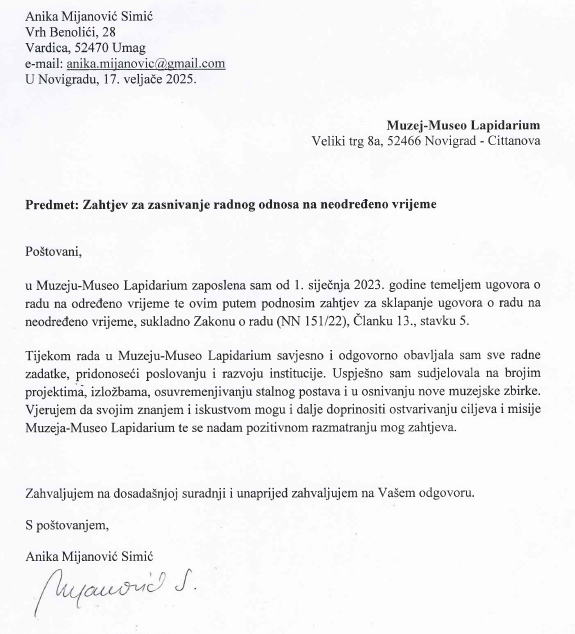 Anika Mijanović Simić
Vrh Benolići, 28
Vardica, 52470 Umag
e-mail: anika.mijanovic@gmail.com
U Novigradu, 17. veljače 2025.
Muzej-Museo Lapidarium
Veliki trg 8a, 52466 Novigrad - Cittanova
Predmet: Zahtjev za zasnivanje radnog odnosa na neodređeno vrijeme
Poštovani,
u Muzeju-Museo Lapidarium zaposlena sam od 1. siječnja 2023. godine temeljem ugovora o
radu na određeno vrijeme te ovim putem podnosim zahtjev za sklapanje ugovora o radu na
neodređeno vrijeme, sukladno Zakonu o radu (NN 151/22), Članku 13., stavku 5.
Tijekom rada u Muzeju-Museo Lapidarium savjesno i odgovorno obavljala sam sve radne
zadatke, pridonoseći poslovanju i razvoju institucije. Uspješno sam sudjelovala na brojim
projektima, izložbama, osuvremenjivanju stalnog postava i u osnivanju nove muzejske zbirke.
Vjerujem da svojim znanjem i iskustvom mogu i dalje doprinositi ostvarivanju ciljeva i misije
Muzeja-Museo Lapidarium te se nadam pozitivnom razmatranju mog zahtjeva.
Zahvaljujem na dosadašnjoj suradnji i unaprijed zahvaljujem na Vašem odgovoru.
S poštovanjem,
Anika Mijanović Simić
Mijanović S.